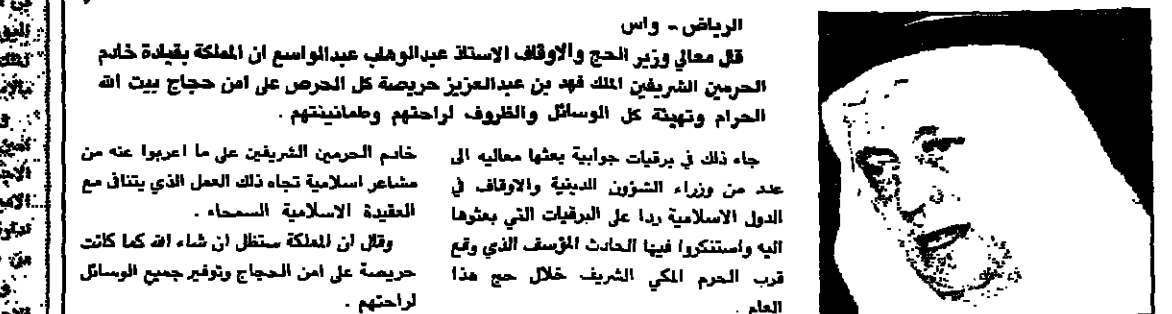 الرياض ـ واس
قال معالي وزير الحج والاوقاف الاستاذ عبدالوهاب عبدالواسع ان المملكة بقيادة خادم
الحرمين الشريفين الملك فهد بن عبدالعزيز حريصة كل الحرص على امن حجاج بيت الله
الحرام وتهيئة كل الوسائل والظروف لراحتهم وطمانينتهم .
جاء ذلك في برقيات جوابية بعثها معاليه الى
عدد من وزراء الشؤون الدينية والاوقاف في
الدول الاسلامية ردا على البرقيات التي بعثوها
اليه واستنكروا فيها الحادث المؤسف الذي وقع
قرب الحرم المكي الشريف خلال حج هذا
العام .
خادم الحرمين الشريفين على ما اعربوا عنه من
مشاعر اسلامية تجاه ذلك العمل الذي يتنافى مع
العقيدة الاسلامية السمحاء .
وقال ان المملكة ستظل ان شاء الله كما كانت
حريصة على امن الحجاج وتوفير جميع الوسائل
لراحتهم .